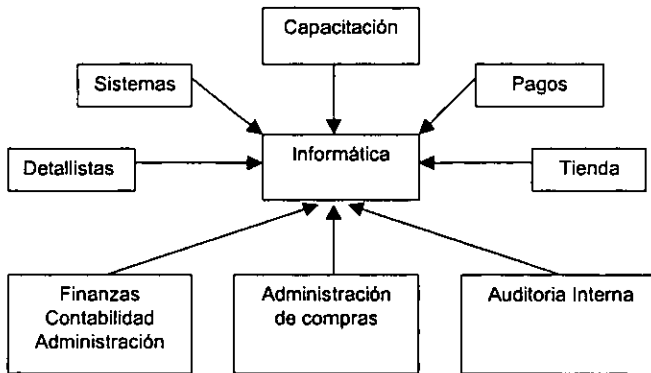 Capacitación
Sistemas
Pagos
Informática
Detallistas
Tienda
Finanzas
Contabilidad
Administración
Administración
de compras
Auditoria Interna